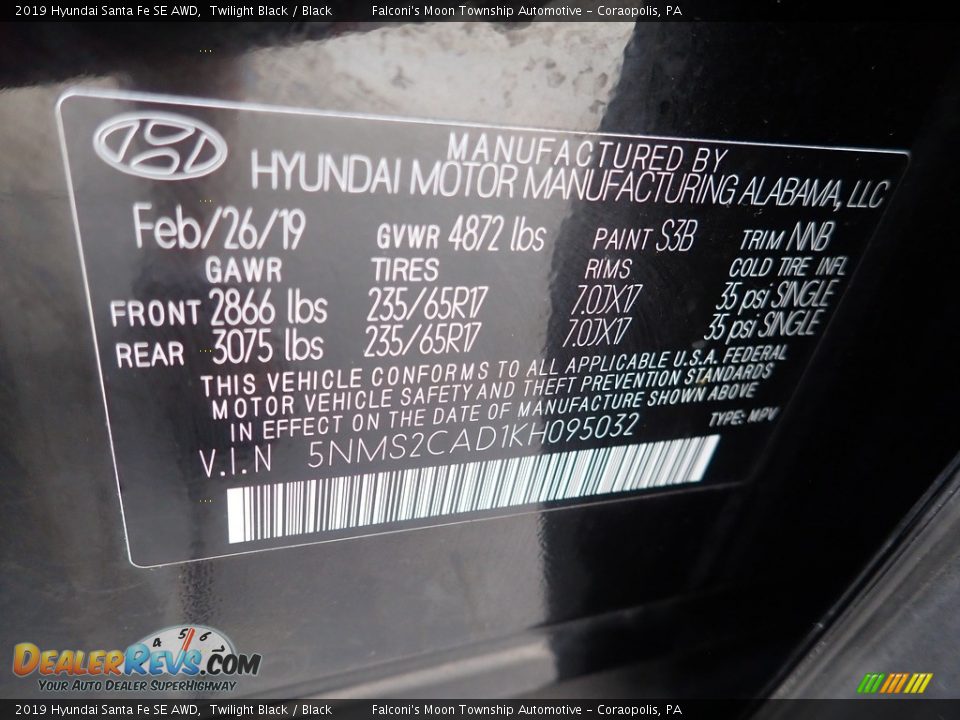 2019 Hyundai Santa Fe SE AWD, Twilight Black / Black Falconi's Moon Township Automotive - Coraopolis, PA
MANUFACTURED BY
HYUNDAI MOTOR MANUFACTURING ALABAMA, LLC
Feb/26/19 GVWR 4872 lbs PAINT S3B TRIM NNB
GAWR TIRES RIMS COLD TIRE INFL
FRONT 2866 lbs 235/65R17 7.0JX17 35 psi SINGLE
REAR 3075 lbs 235/65R17 7.0JX17 35 psi SINGLE
THIS VEHICLE CONFORMS TO ALL APPLICABLE U.S.A. FEDERAL
MOTOR VEHICLE SAFETY AND THEFT PREVENTION STANDARDS
IN EFFECT ON THE DATE OF MANUFACTURE SHOWN ABOVE
V.I.N 5NMS2CAD1KH095032 TYPE: MPV
4 5 6 7
DEALERREVS.COM
YOUR AUTO DEALER SUPERHIGHWAY
2019 Hyundai Santa Fe SE AWD, Twilight Black / Black Falconi's Moon Township Automotive - Coraopolis, PA